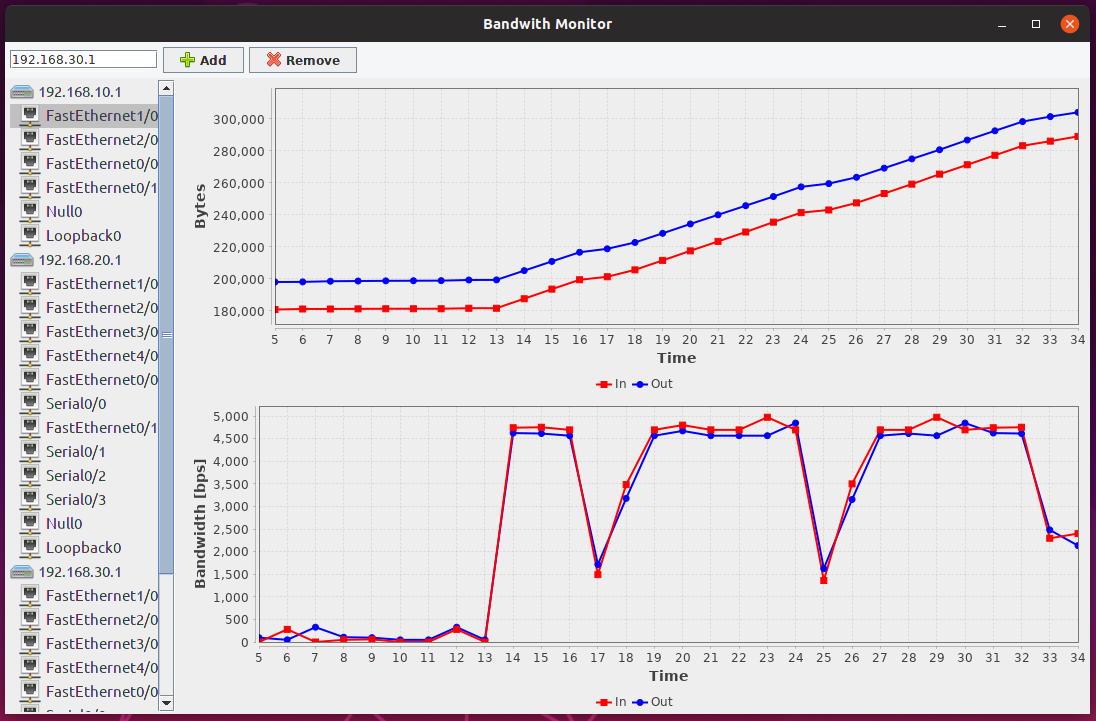 Bandwith Monitor
192.168.30.1
Add
Remove
192.168.10.1
FastEthernet1/0
FastEthernet2/0
FastEthernet0/0
FastEthernet0/1
Null0
Loopback0
192.168.20.1
FastEthernet1/0
FastEthernet2/0
FastEthernet3/0
FastEthernet4/0
FastEthernet0/0
Serial0/0
FastEthernet0/1
Serial0/1
Serial0/2
Serial0/3
Null0
Loopback0
192.168.30.1
FastEthernet1/0
FastEthernet2/0
FastEthernet3/0
FastEthernet4/0
FastEthernet0/0
Bytes
300,000
280,000
260,000
240,000
220,000
200,000
180,000
5 6 7 8 9 10 11 12 13 14 15 16 17 18 19 20 21 22 23 24 25 26 27 28 29 30 31 32 33 34
Time
In Out
Bandwidth [bps]
5,000
4,500
4,000
3,500
3,000
2,500
2,000
1,500
1,000
500
0
5 6 7 8 9 10 11 12 13 14 15 16 17 18 19 20 21 22 23 24 25 26 27 28 29 30 31 32 33 34
Time
In Out